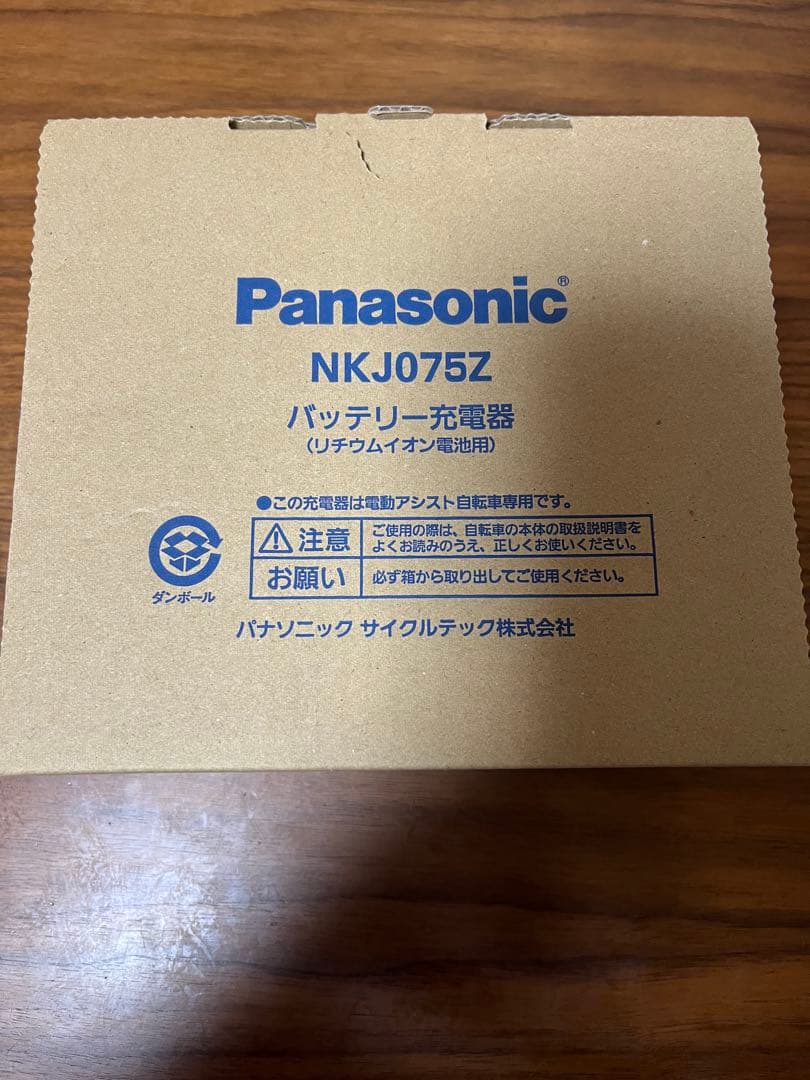 Panasonic®
NKJ075Z
バッテリー充電器
(リチウムイオン電池用)
●この充電器は電動アシスト自転車専用です。
注意
ご使用の際は、自転車の本体の取扱説明書を
よくお読みのうえ、正しくお使いください。
お願い
必ず箱から取り出してご使用ください。
ダンボール
パナソニック サイクルテック株式会社